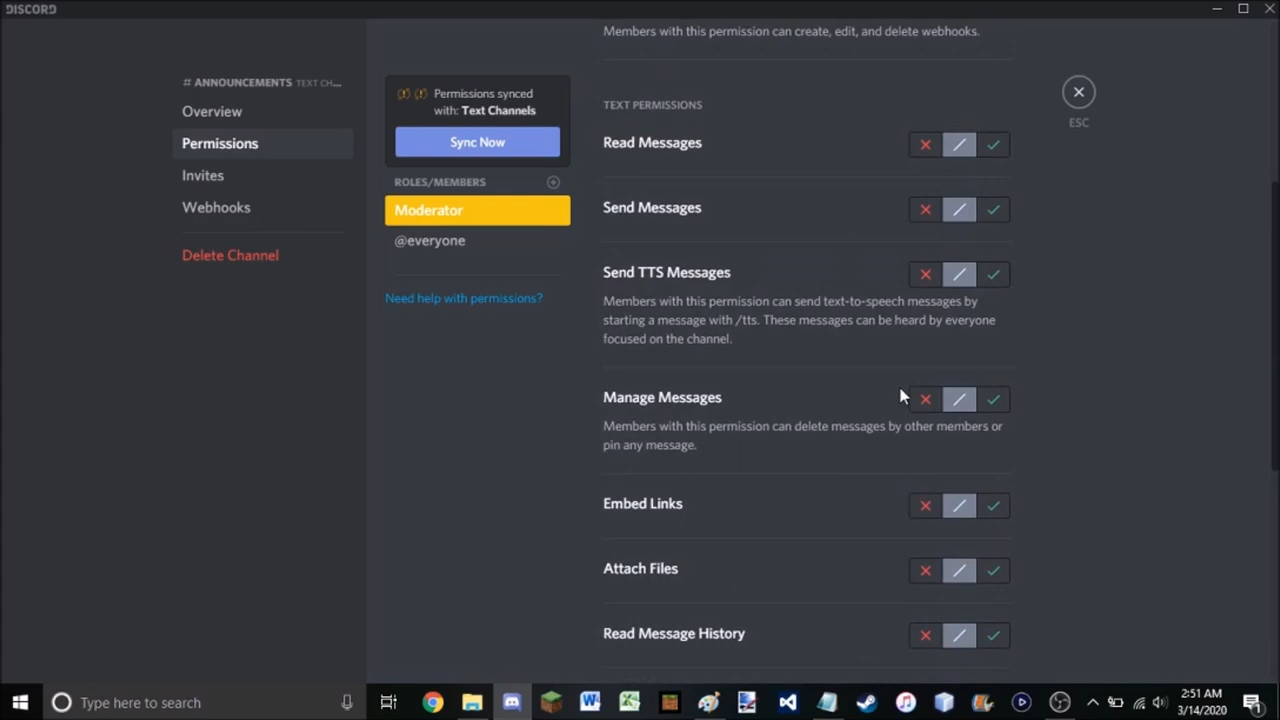 DISCORD
Members with this permission can create, edit, and delete webhooks.
# ANNOUNCEMENTS TEXT CH...
Overview
Permissions
Invites
Webhooks
Delete Channel
Permissions synced
with: Text Channels
Sync Now
ROLES/MEMBERS
Moderator
@everyone
Need help with permissions?
TEXT PERMISSIONS
Read Messages
Send Messages
Send TTS Messages
Members with this permission can send text-to-speech messages by
starting a message with /tts. These messages can be heard by everyone
focused on the channel.
Manage Messages
Members with this permission can delete messages by other members or
pin any message.
Embed Links
Attach Files
Read Message History
ESC
Type here to search
2:51 AM
3/14/2020